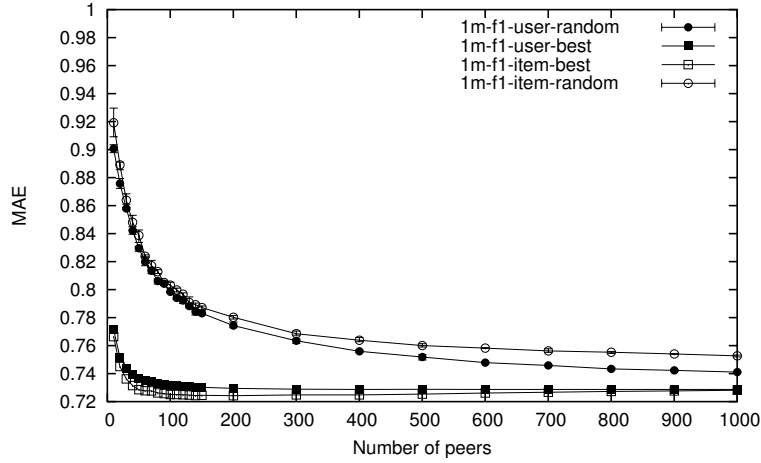 1
0.98
0.96
0.94
0.92
0.9
0.88
0.86
0.84
0.82
0.8
0.78
0.76
0.74
0.72
MAE
1m-f1-user-random
1m-f1-user-best
1m-f1-item-best
1m-f1-item-random
0 100 200 300 400 500 600 700 800 900 1000
Number of peers